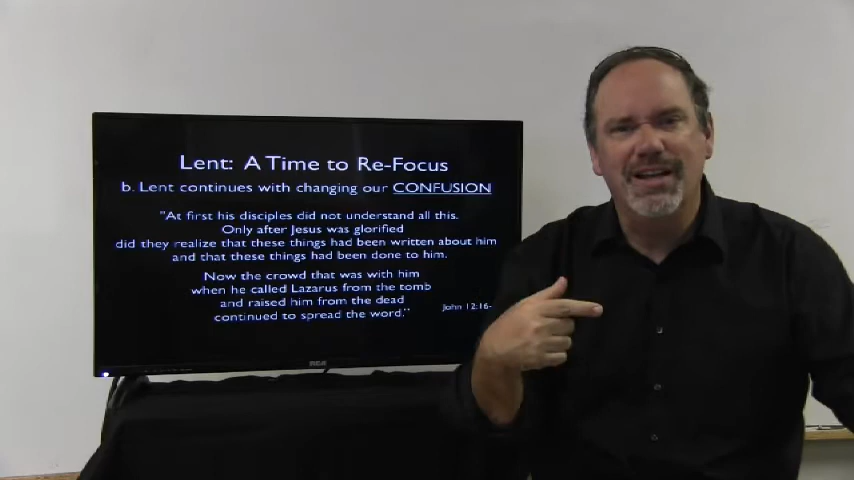 Lent: A Time to Re-Focus
b. Lent continues with changing our CONFUSION
"At first his disciples did not understand all this.
Only after Jesus was glorified
did they realize that these things had been written about him
and that these things had been done to him.
Now the crowd that was with him
when he called Lazarus from the tomb
and raised him from the dead
continued to spread the word."
John 12:16-
RCA